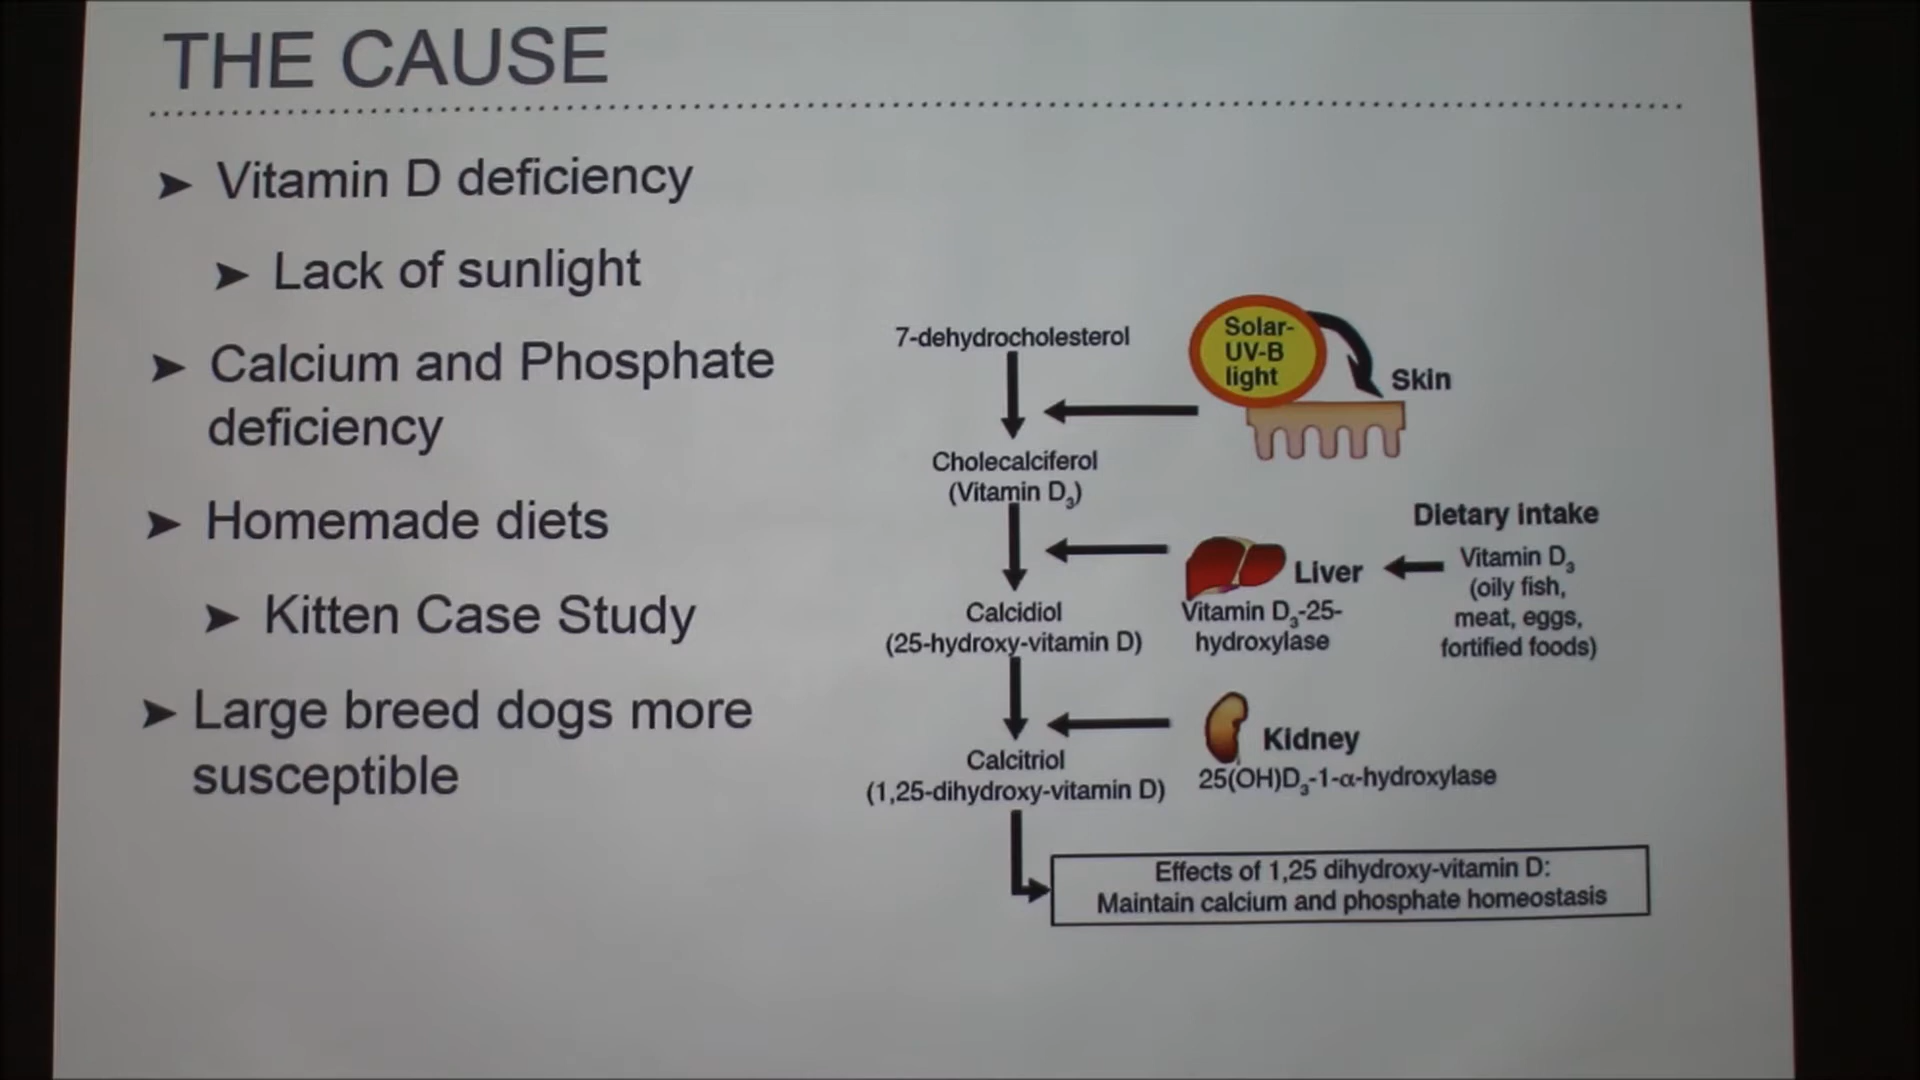 THE CAUSE
➤ Vitamin D deficiency
➤ Lack of sunlight
➤ Calcium and Phosphate
deficiency
➤ Homemade diets
➤ Kitten Case Study
➤ Large breed dogs more
susceptible
7-dehydrocholesterol
Solar-
UV-B
light
Skin
Cholecalciferol
(Vitamin D₃)
Dietary intake
Vitamin D₃
(oily fish,
meat, eggs,
fortified foods)
Liver
Vitamin D₃-25-
hydroxylase
Calcidiol
(25-hydroxy-vitamin D)
Kidney
25(OH)D₃-1-α-hydroxylase
Calcitriol
(1,25-dihydroxy-vitamin D)
Effects of 1,25 dihydroxy-vitamin D:
Maintain calcium and phosphate homeostasis